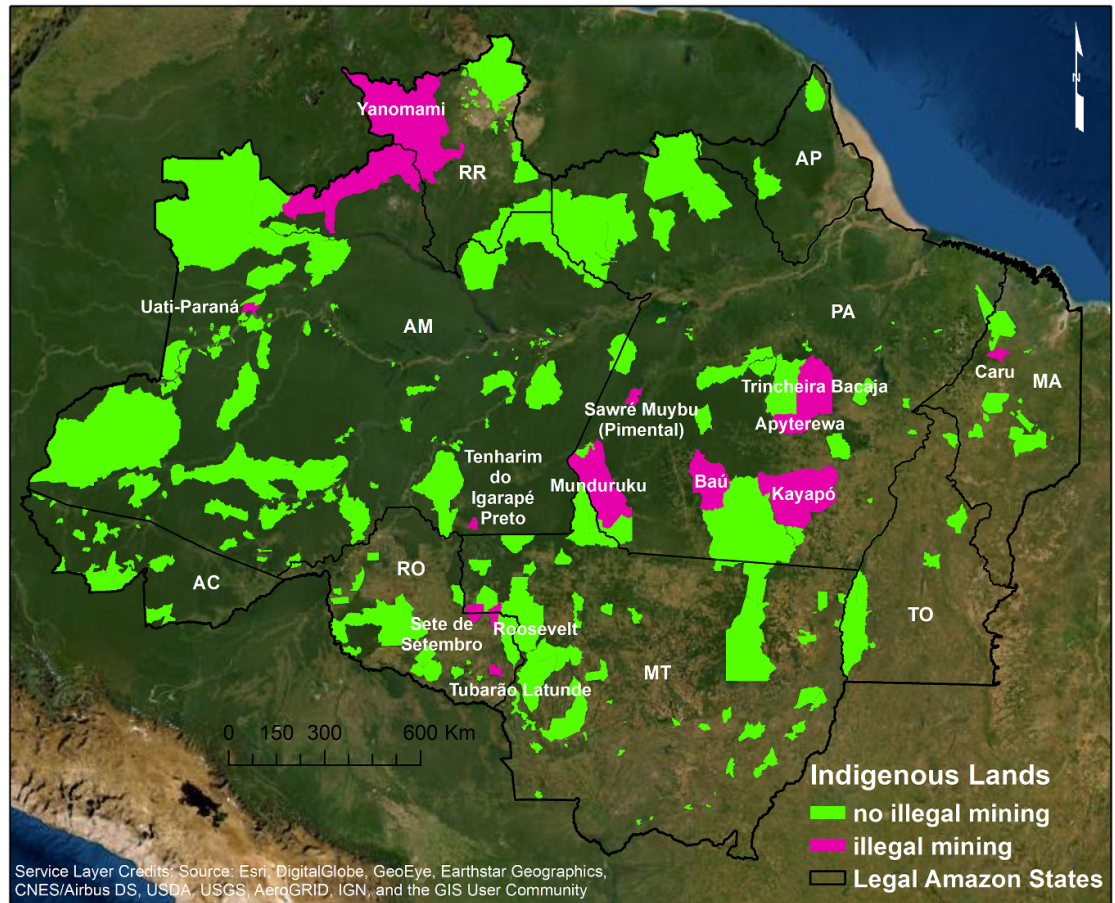 N
Yanomami
RR
AP
Uati-Paraná
AM
PA
Caru
MA
Trincheira Bacaja
Sawré Muybu
(Pimental)
Apyterewa
Tenharim
do
Igarapé
Preto
Munduruku
Baú
Kayapó
AC
RO
TO
Sete de
Setembro
Roosevelt
MT
Tubarão Latunde
0 150 300 600 Km
Indigenous Lands
no illegal mining
illegal mining
Legal Amazon States
Service Layer Credits: Source: Esri, DigitalGlobe, GeoEye, Earthstar Geographics,
CNES/Airbus DS, USDA, USGS, AeroGRID, IGN, and the GIS User Community